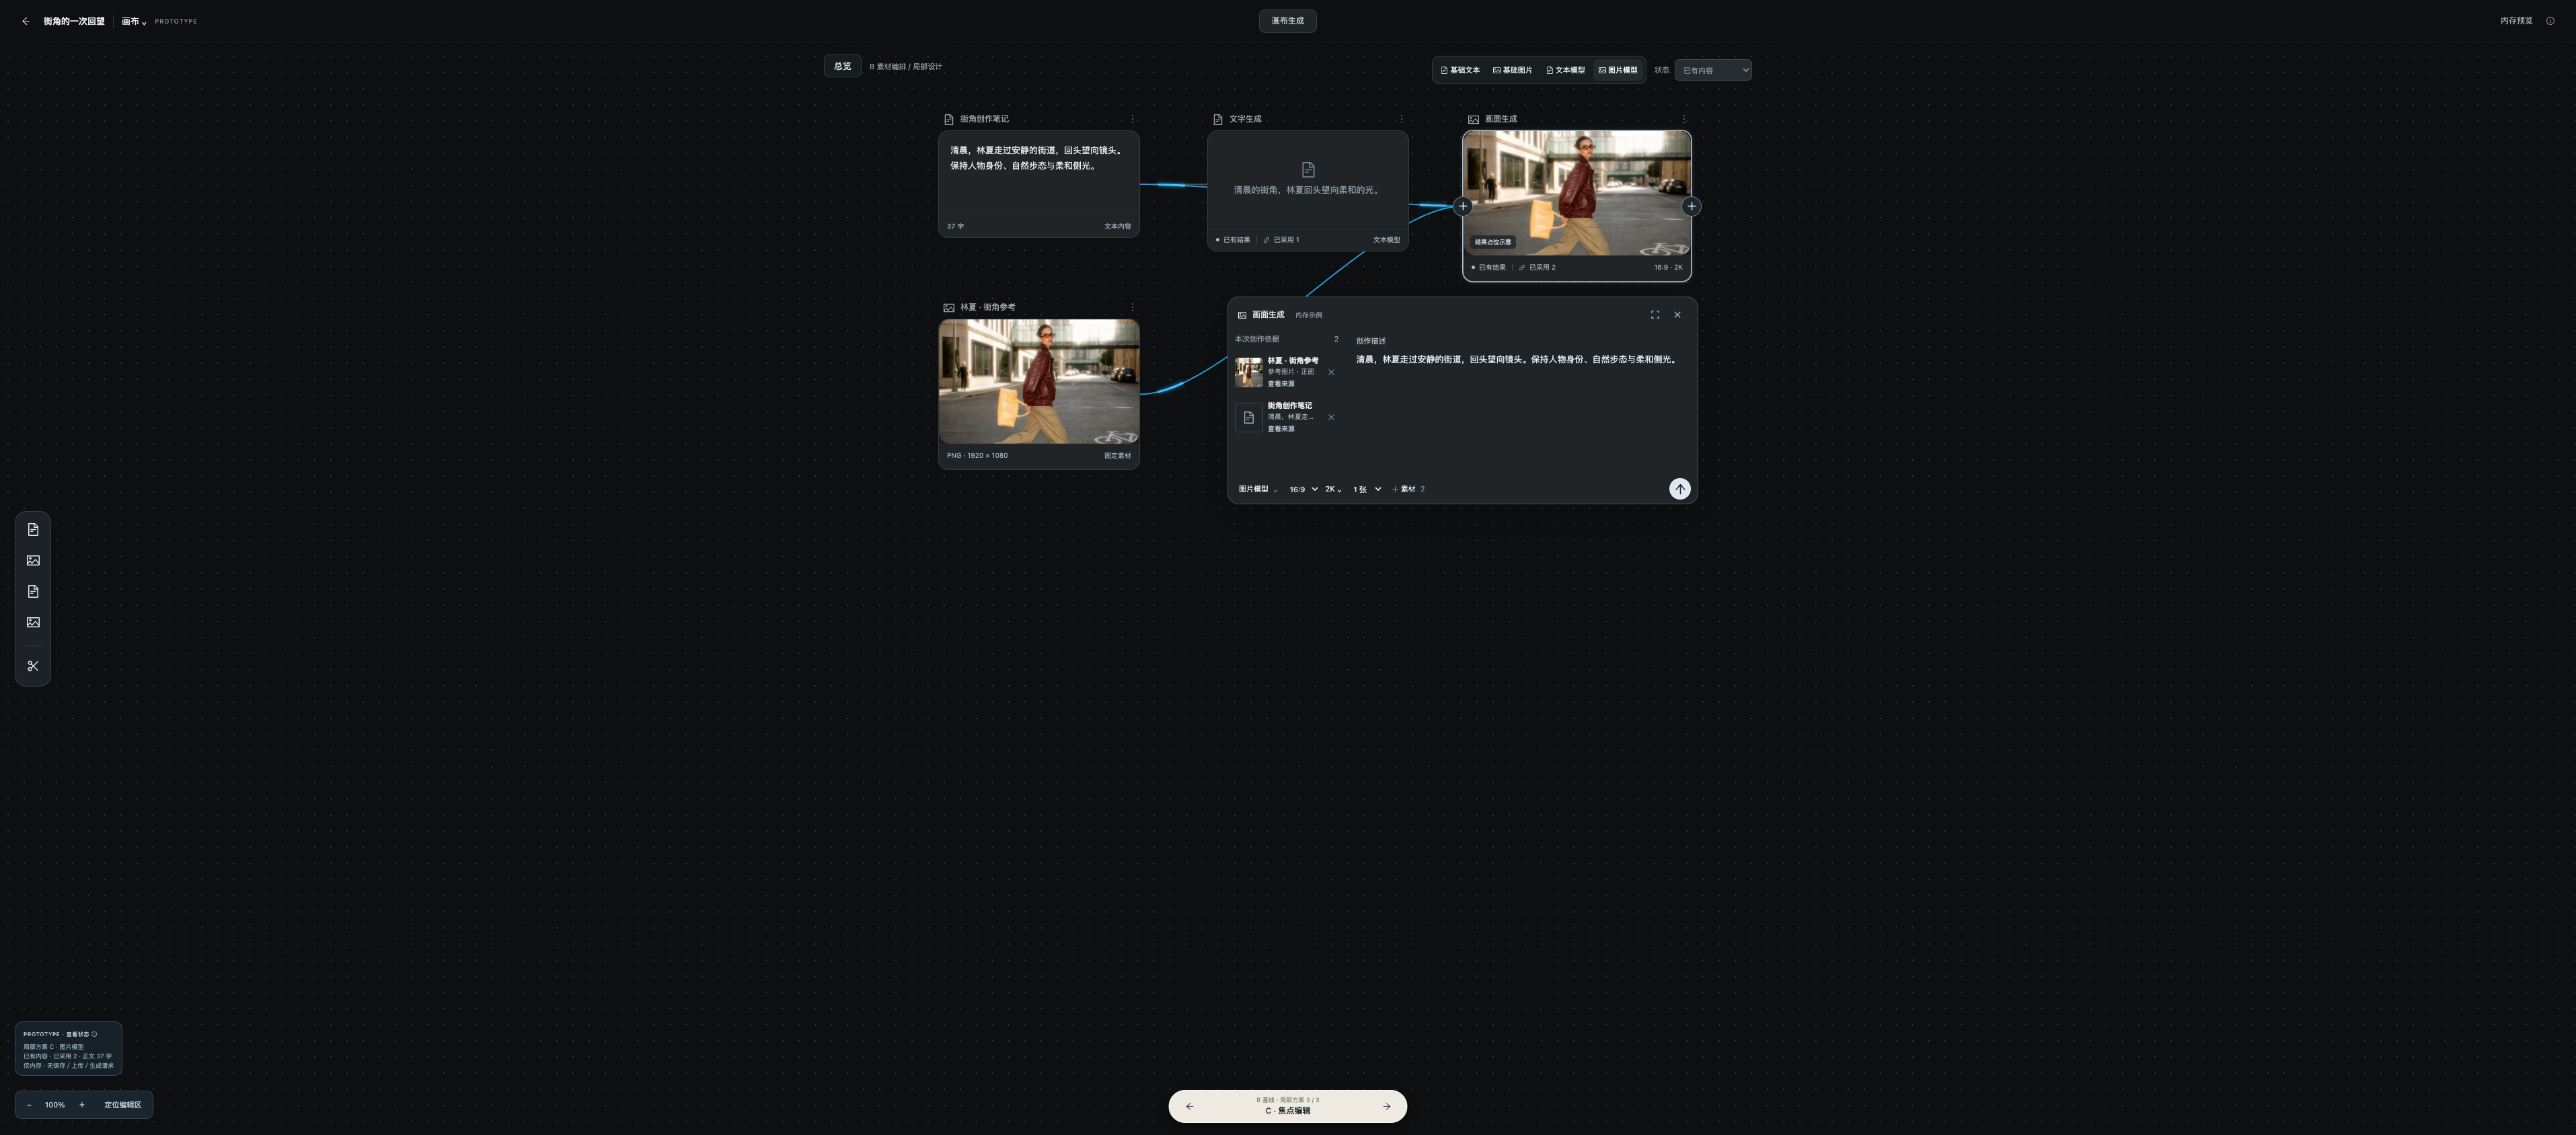 街角的一次回望
画布
PROTOTYPE
画布生成
内存预览
总览
B 素材编排 / 局部设计
基础文本
基础图片
文本模型
图片模型
状态
已有内容
街角创作笔记
清晨，林夏走过安静的街道，回头望向镜头。
保持人物身份、自然步态与柔和侧光。
37 字
文本内容
文字生成
清晨的街角，林夏回头望向柔和的光。
已有结果
已采用 1
文本模型
画面生成
结果占位示意
已有结果
已采用 2
16:9 · 2K
林夏 · 街角参考
PNG · 1920 × 1080
固定素材
画面生成
内存示例
本次创作依据
2
林夏 · 街角参考
参考图片 · 正面
查看来源
街角创作笔记
清晨，林夏走...
查看来源
创作描述
清晨，林夏走过安静的街道，回头望向镜头。保持人物身份、自然步态与柔和侧光。
图片模型
16:9
2K
1 张
素材
2
PROTOTYPE · 查看状态
局部方案 C · 图片模型
已有内容 · 已采用 2 · 正文 37 字
仅内存 · 无保存 / 上传 / 生成请求
− 100% +
定位编辑区
B 基线 · 局部方案 3 / 3
C · 焦点编辑